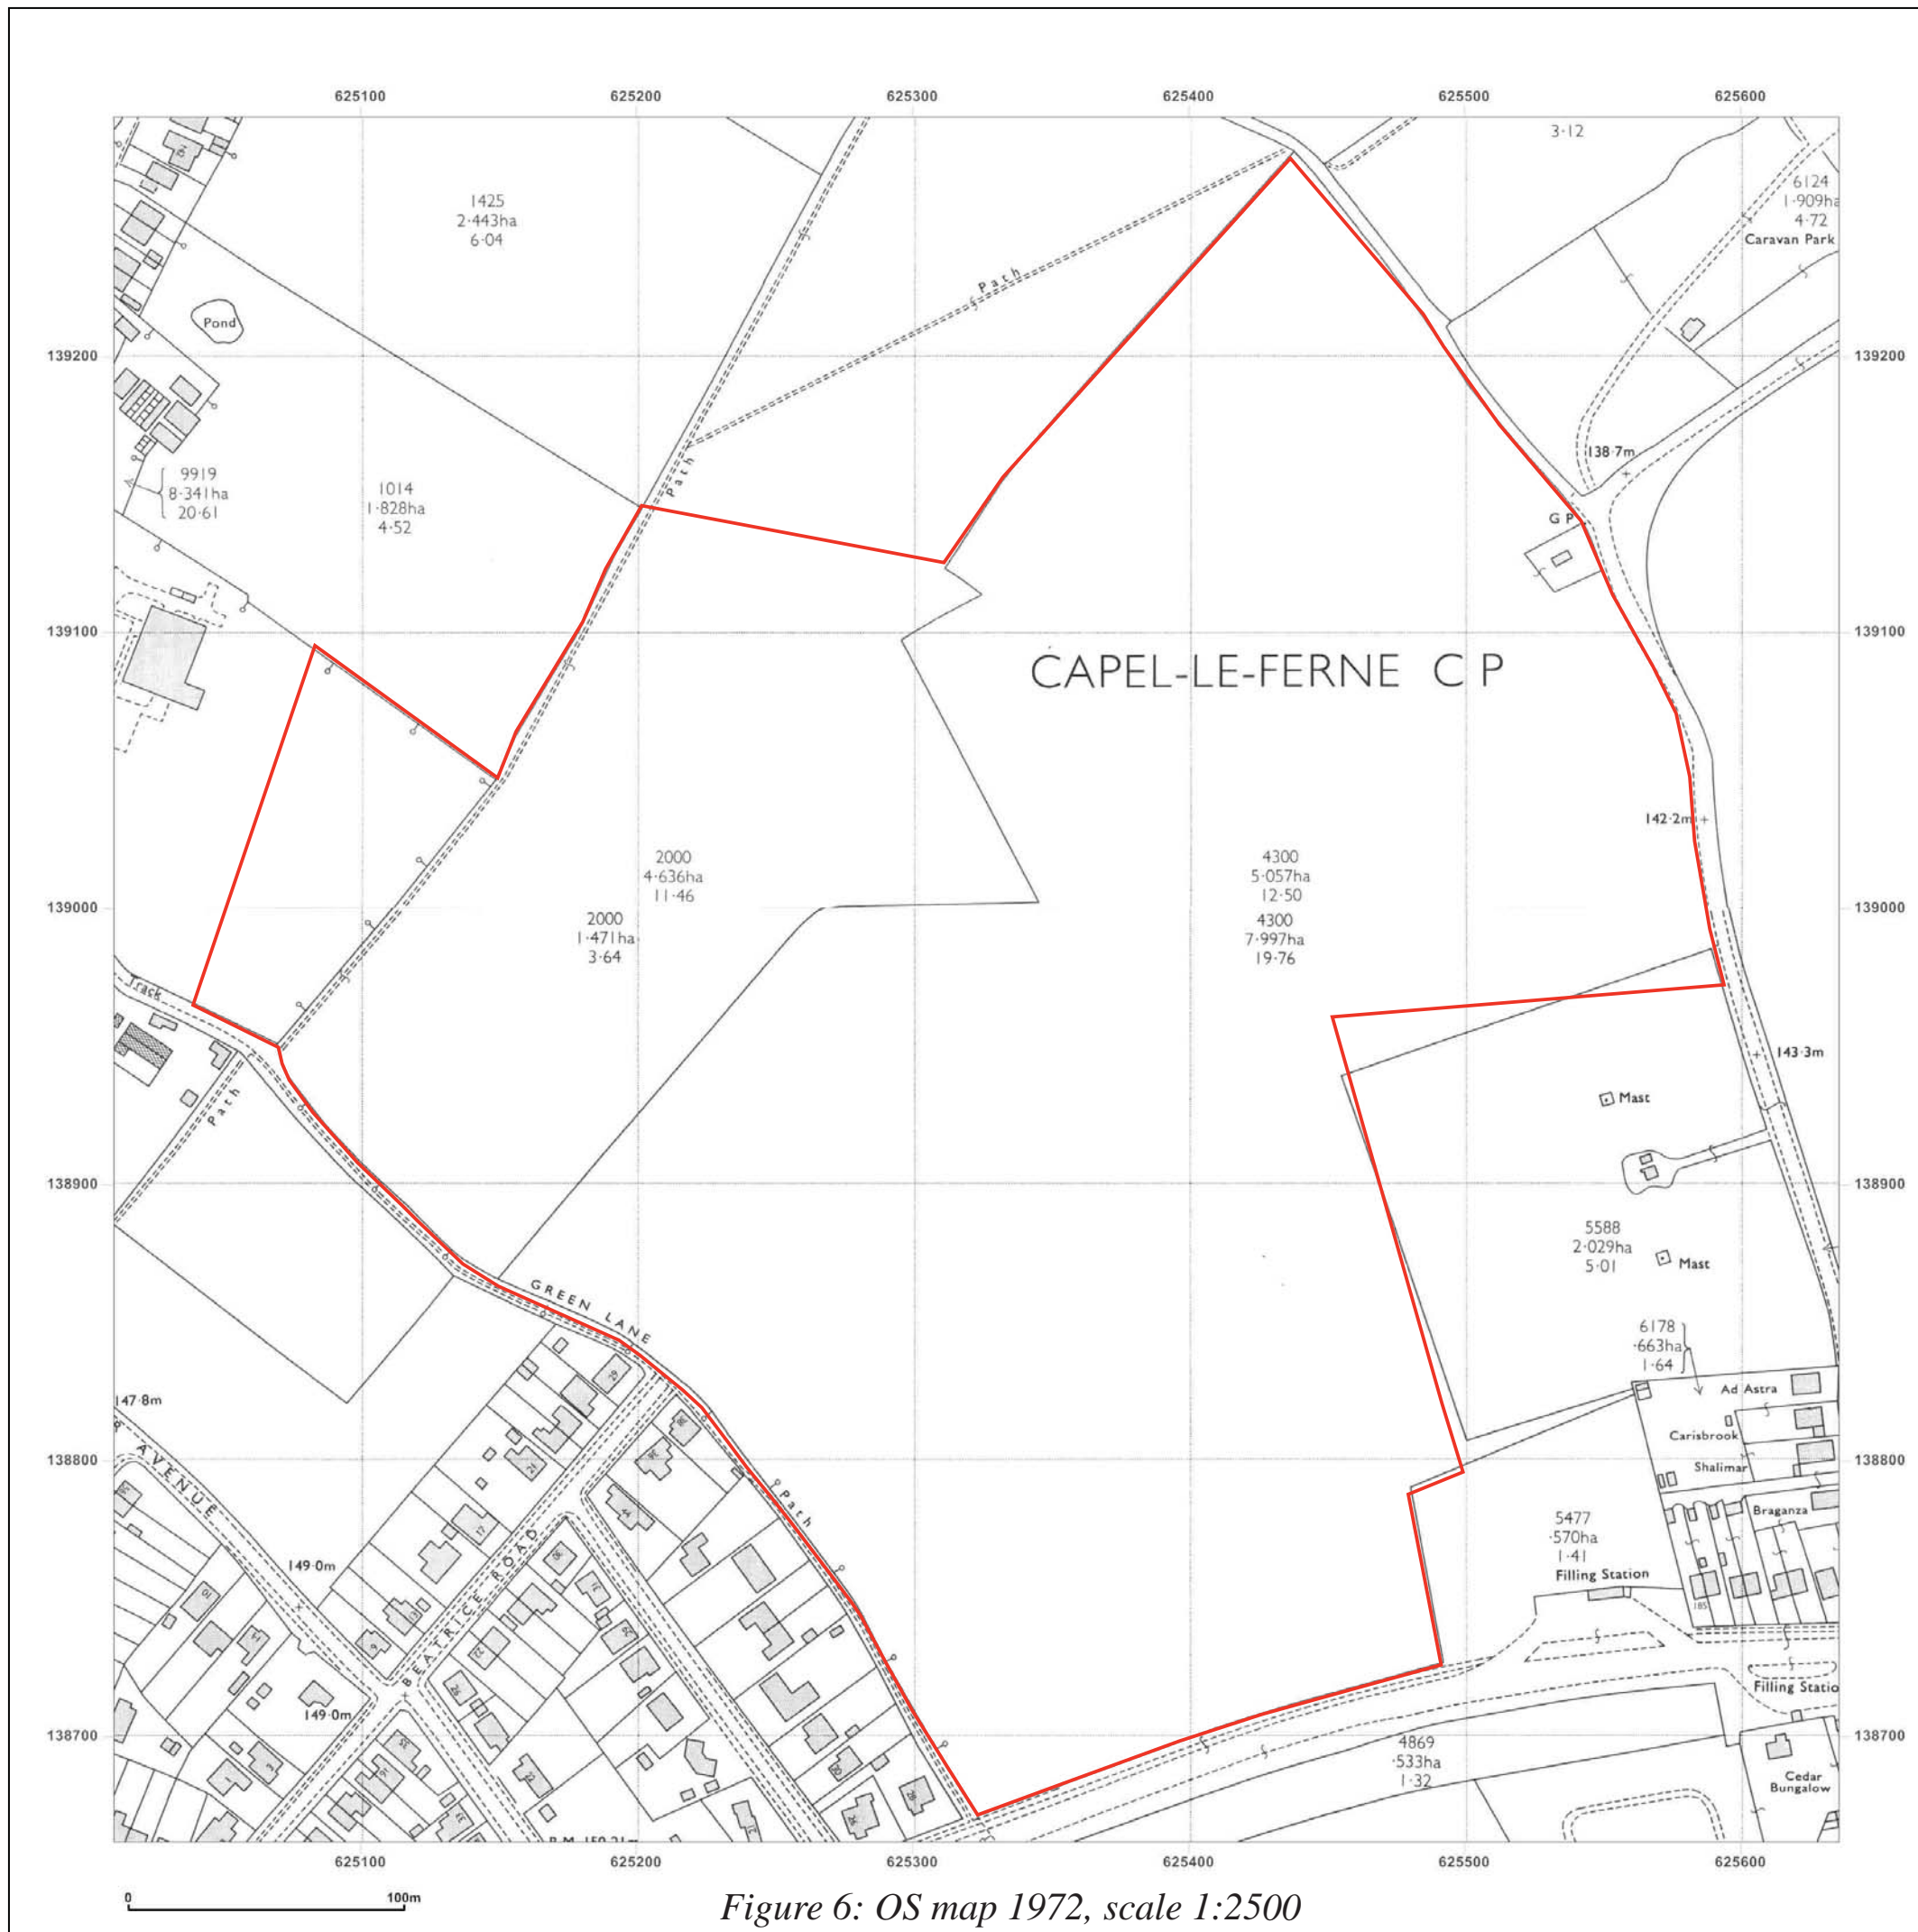 625100 625200 625300 625400 625500 625600
3·12
6124
1·909ha
4·72
Caravan Park
1425
2·443ha
6·04
Path
Pond
139200 139200
138·7m
Path
9919
8·341ha
20·61
1014
1·828ha
4·52
G P
139100 139100
CAPEL-LE-FERNE C P
142·2m
2000
4·636ha
11·46
4300
5·057ha
12·50
139000 139000
2000
1·471ha
3·64
4300
7·997ha
19·76
Track
143·3m
Mast
Path
138900 138900
5588
2·029ha
5·01
Mast
GREEN LANE
6178
·663ha
1·64
Ad Astra
147·8m
29
Carisbrook
38
138800 138800
AVENUE
36
Shalimar
Path
44
Braganza
17
5477
·570ha
1·41
Filling Station
149·0m
BEATRICE ROAD
185
Filling Statio
149·0m
138700 138700
4869
·533ha
1·32
Cedar
Bungalow
625100 625200 625300 625400 625500 625600
0 100m
Figure 6: OS map 1972, scale 1:2500